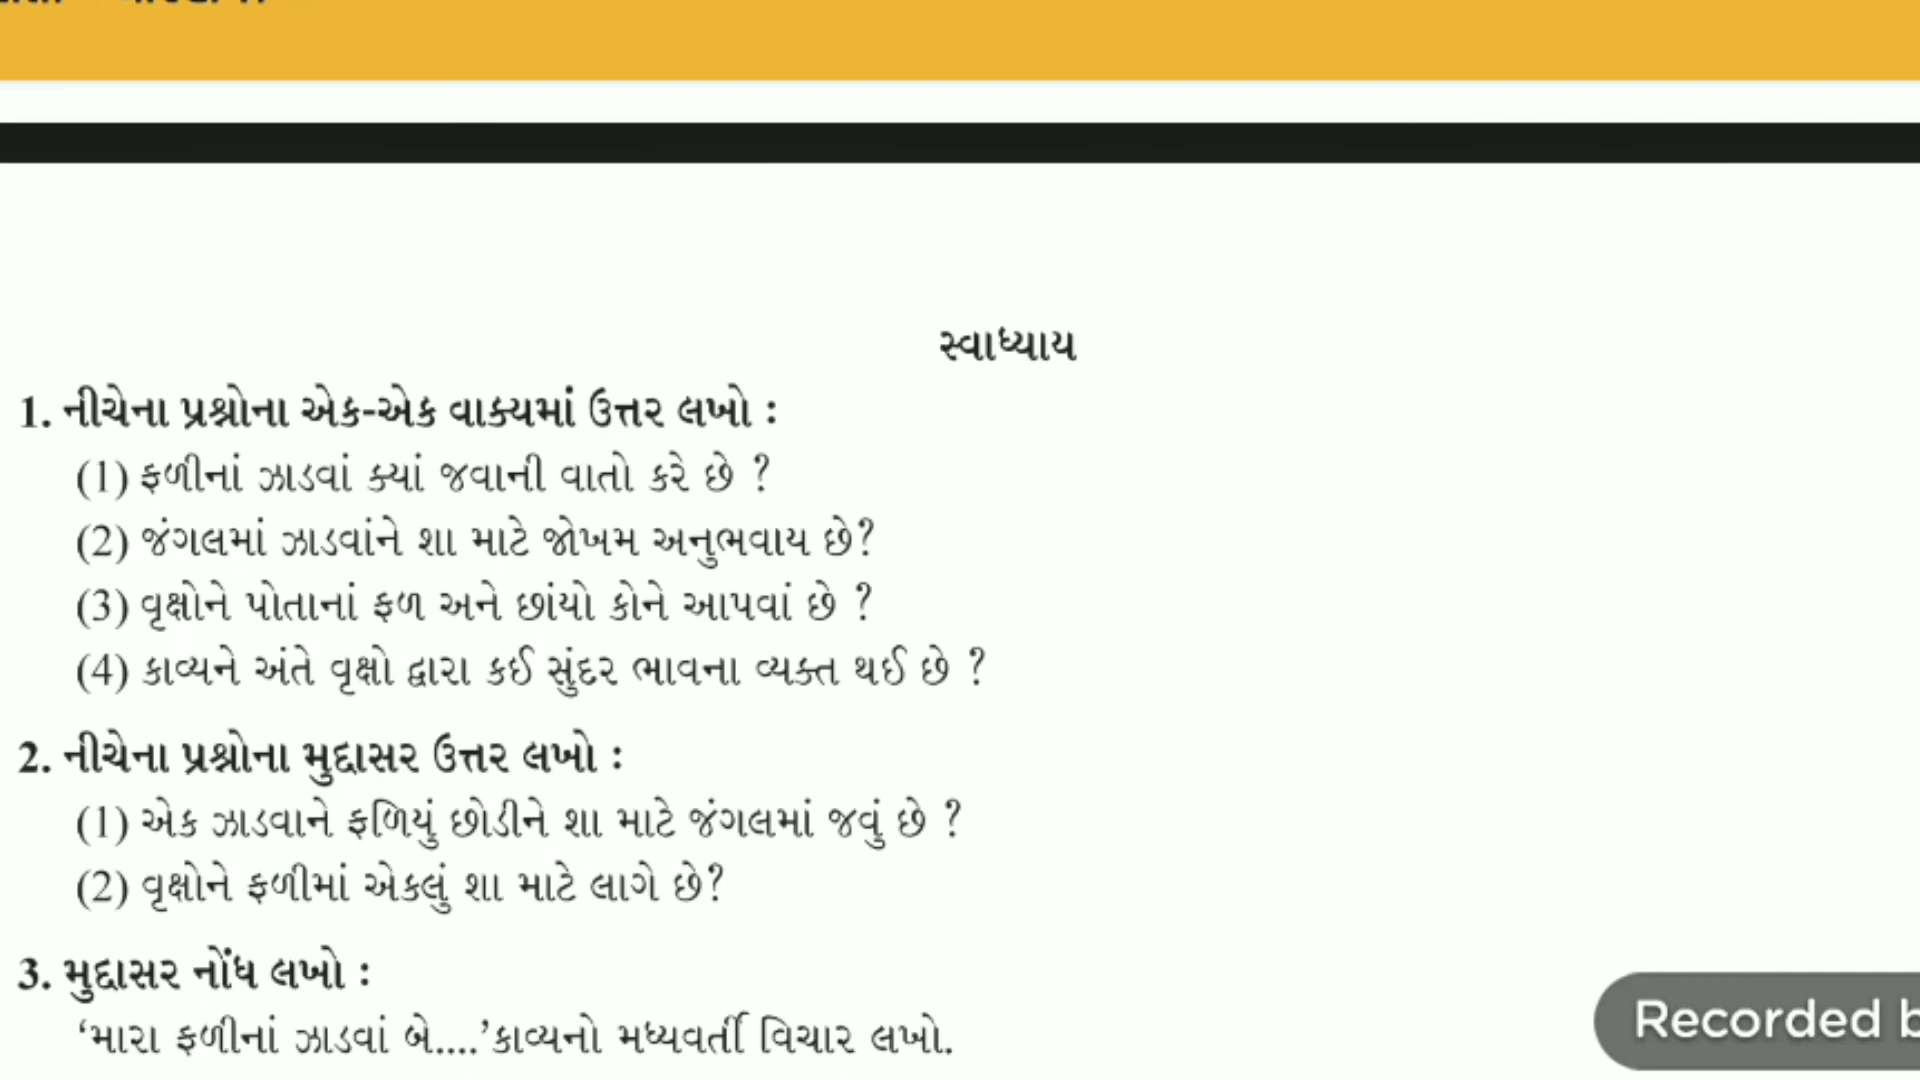 સ્વાધ્યાય
1. નીચેના પ્રશ્નોના એક-એક વાક્યમાં ઉત્તર લખો :
(1) ફળીનાં ઝાડવાં ક્યાં જવાની વાતો કરે છે ?
(2) જંગલમાં ઝાડવાંને શા માટે જોખમ અનુભવાય છે?
(3) વૃક્ષોને પોતાનાં ફળ અને છાંયો કોને આપવાં છે ?
(4) કાવ્યને અંતે વૃક્ષો દ્વારા કઈ સુંદર ભાવના વ્યક્ત થઈ છે ?
2. નીચેના પ્રશ્નોના મુદ્દાસર ઉત્તર લખો :
(1) એક ઝાડવાને ફળિયું છોડીને શા માટે જંગલમાં જવું છે ?
(2) વૃક્ષોને ફળીમાં એકલું શા માટે લાગે છે?
3. મુદ્દાસર નોંધ લખો :
‘મારા ફળીનાં ઝાડવાં બે....’કાવ્યનો મધ્યવર્તી વિચાર લખો.
Recorded b